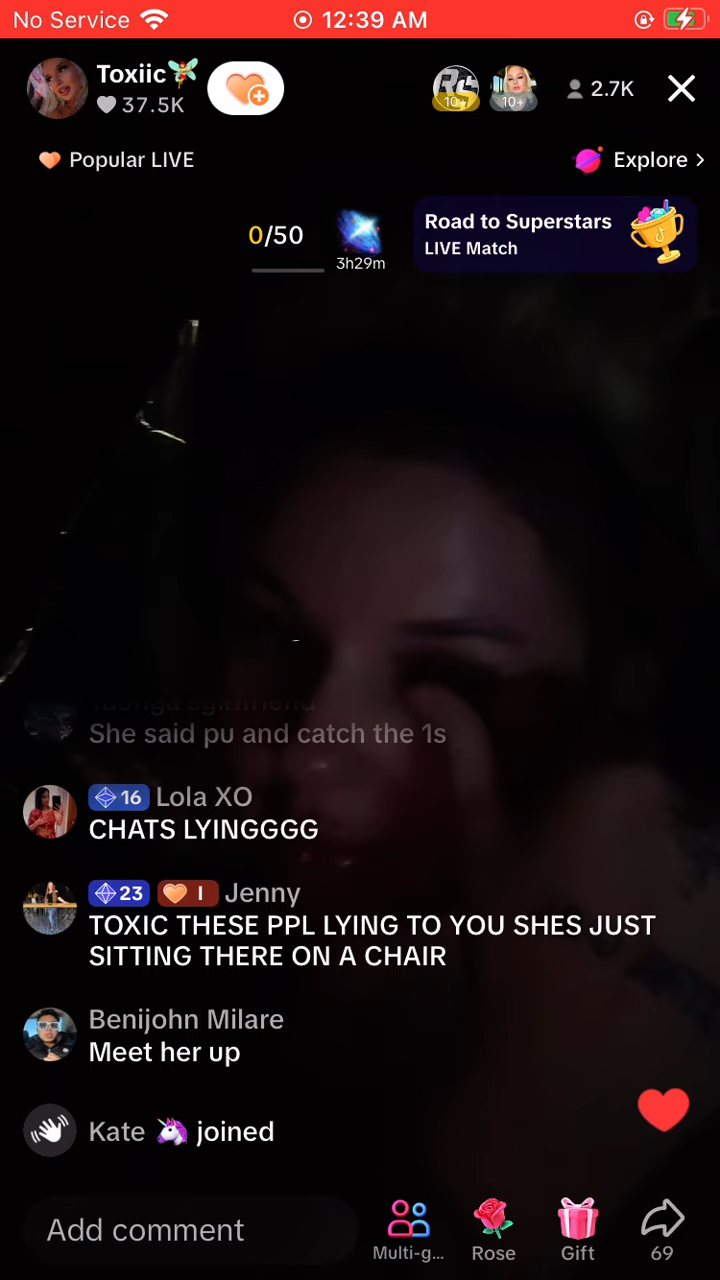 No Service 12:39 AM
Toxiic
37.5K
10+
10+
2.7K
Popular LIVE
Explore >
0/50
3h29m
Road to Superstars
LIVE Match
She said pu and catch the 1s
16 Lola XO
CHATS LYINGGGG
23 I Jenny
TOXIC THESE PPL LYING TO YOU SHES JUST
SITTING THERE ON A CHAIR
Benijohn Milare
Meet her up
Kate 🦄 joined
Add comment
Multi-g...
Rose
Gift
69